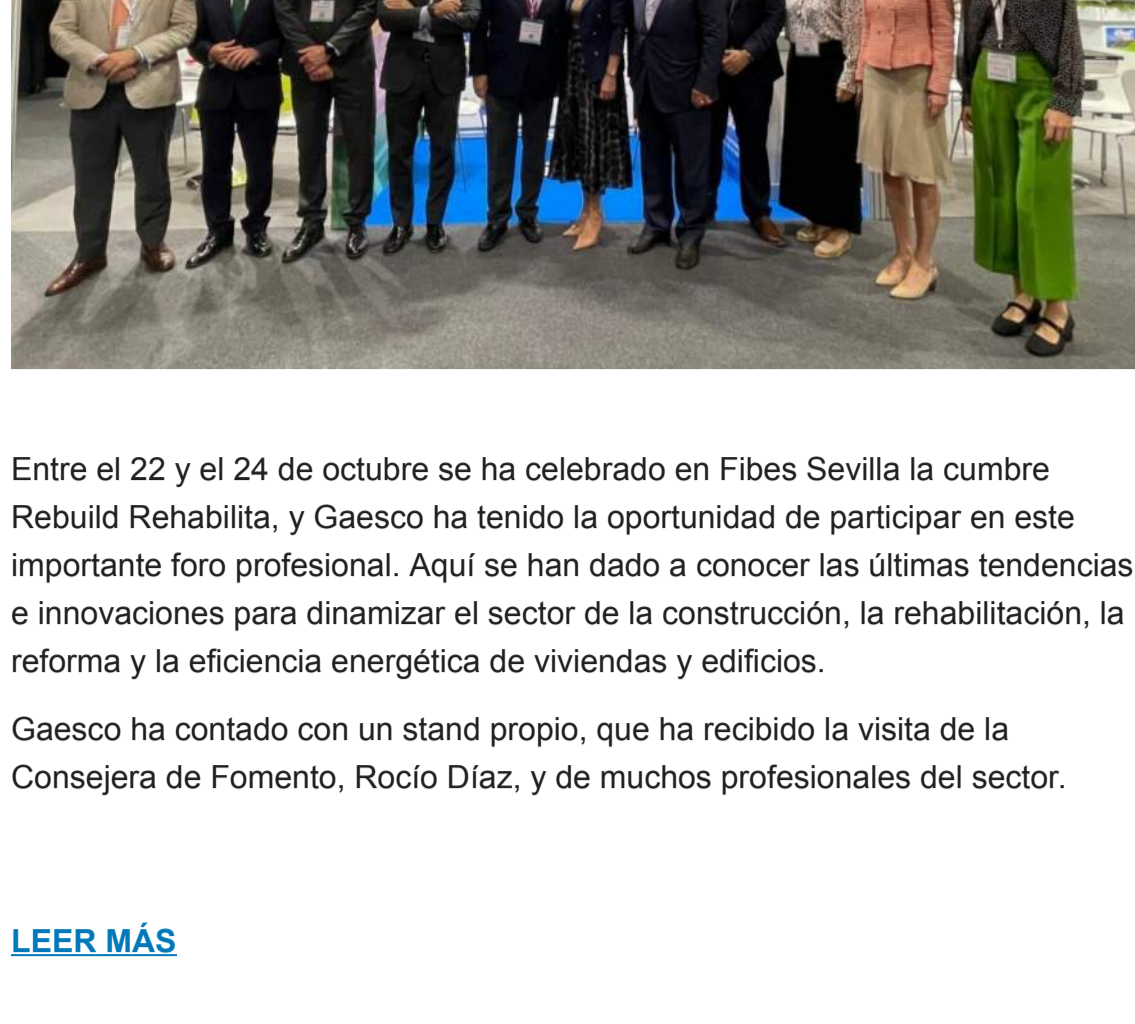 Entre el 22 y el 24 de octubre se ha celebrado en Fibes Sevilla la cumbre
Rebuild Rehabilita, y Gaesco ha tenido la oportunidad de participar en este
importante foro profesional. Aquí se han dado a conocer las últimas tendencias
e innovaciones para dinamizar el sector de la construcción, la rehabilitación, la
reforma y la eficiencia energética de viviendas y edificios.
Gaesco ha contado con un stand propio, que ha recibido la visita de la
Consejera de Fomento, Rocío Díaz, y de muchos profesionales del sector.
LEER MÁS